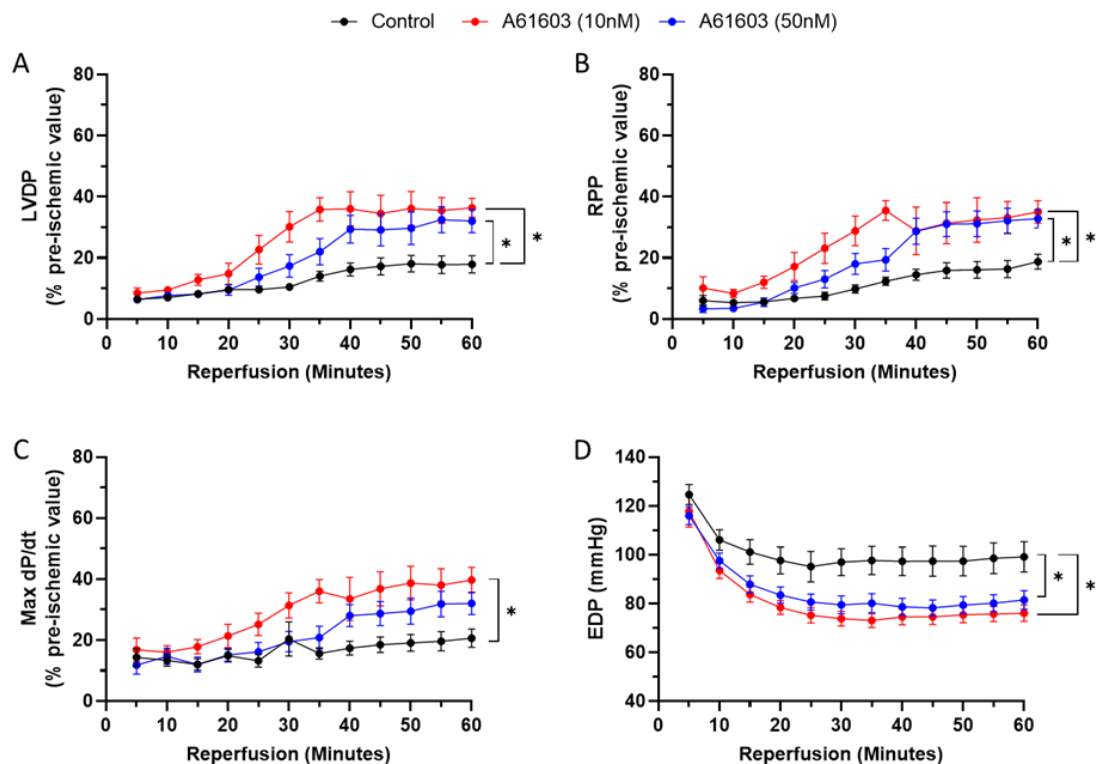 Control A61603 (10nM) A61603 (50nM)
A
LVDP
(% pre-ischemic value)
80
60
40
20
0
0 10 20 30 40 50 60
Reperfusion (Minutes)
*
*
B
RPP
(% pre-ischemic value)
80
60
40
20
0
0 10 20 30 40 50 60
Reperfusion (Minutes)
*
*
C
Max dP/dt
(% pre-ischemic value)
80
60
40
20
0
0 10 20 30 40 50 60
Reperfusion (Minutes)
*
D
EDP (mmHg)
140
120
100
80
60
40
0 10 20 30 40 50 60
Reperfusion (Minutes)
*
*